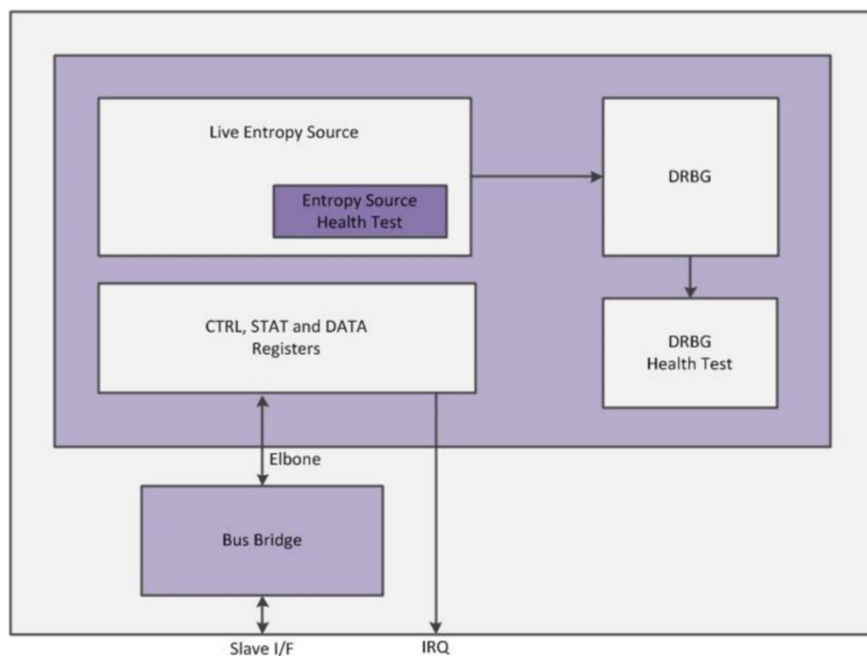 Live Entropy Source
Entropy Source
Health Test
DRBG
CTRL, STAT and DATA
Registers
DRBG
Health Test
Elbone
Bus Bridge
Slave I/F
IRQ